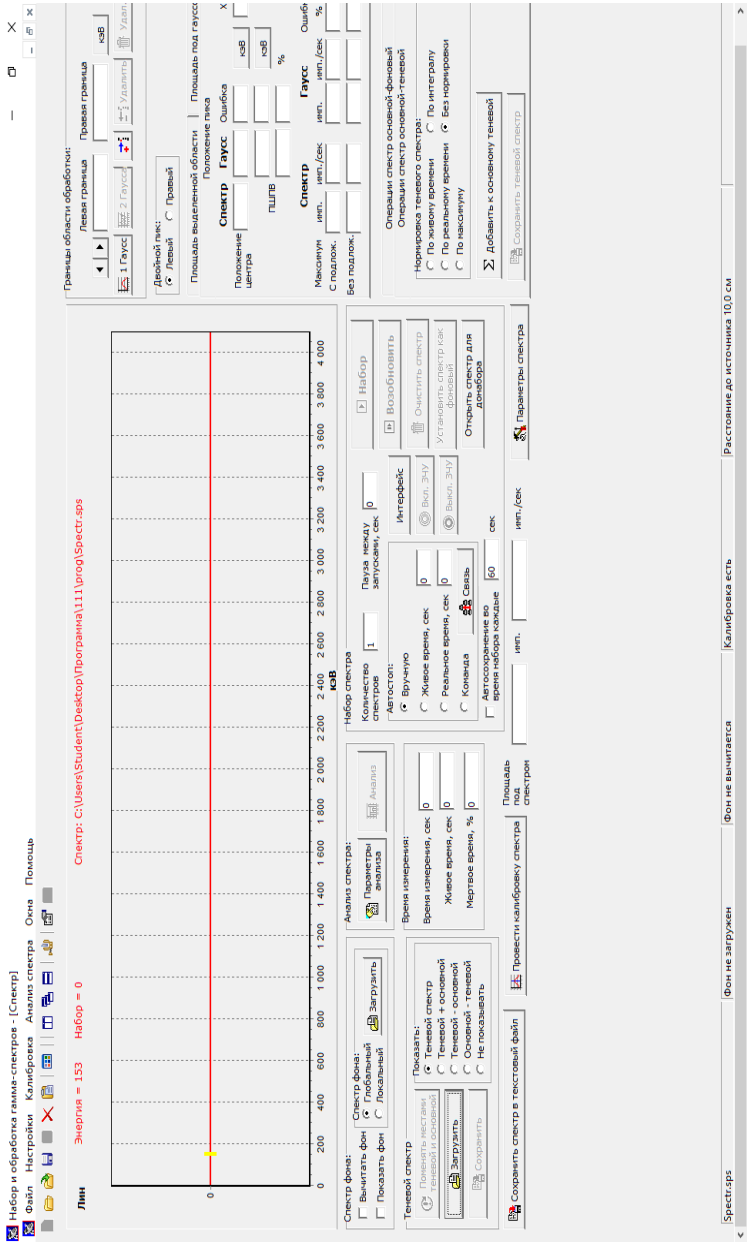 Набор и обработка гамма-спектров - [Спектр]
Файл Настройки Калибровка Анализ спектра Окна Помощь
Энергия = 153 Набор = 0 Спектр: C:\Users\Student\Desktop\Программа\111\prog\Spectr.sps
Лин
0
0 200 400 600 800 1 000 1 200 1 400 1 600 1 800 2 000 2 200 2 400 2 600 2 800 3 000 3 200 3 400 3 600 3 800 4 000
кэВ
Спектр фона:
Вычитать фон
Показать фон
Спектр фона:
Глобальный
Локальный
Загрузить
Теневой спектр
Поменять местами теневой и основной
Загрузить
Сохранить
Показать:
Теневой спектр
Теневой + основной
Теневой - основной
Основной - теневой
Не показывать
Сохранить спектр в текстовый файл
Провести калибровку спектра
Анализ спектра:
Параметры анализа
Анализ
Время измерения:
Время измерения, сек 0
Живое время, сек 0
Мертвое время, % 0
Площадь под спектром
инп.
имп./сек
Параметры спектра
Набор спектра
Количество спектров 1
Пауза между запусками, сек 0
Автостоп:
Вручную
Живое время, сек 0
Реальное время, сек 0
Команда
Связь
Автосохранение во время набора каждые 60 сек
Интерфейс
Вкл. ЗЧУ
Выкл. ЗЧУ
Набор
Возобновить
Очистить спектр
Установить спектр как фоновый
Открыть спектр для донабора
Границы области обработки:
Левая граница
Правая граница
кэВ
1 Гаусс
2 Гаусса
Удалить
Удал.
Двойной пик:
Левый
Правый
Площадь выделенной области
Площадь под гауссо
Положение пика
Спектр Гаусс Ошибка Х
Положение центра
кэВ
ПШПВ
кэВ
%
Спектр Гаусс Ошибк
Максимум имп. имп./сек имп. имп./сек %
С подлож.
Без подлож.
Операции спектр основной-фоновый
Операции спектр основной-теневой
Нормировка теневого спектра:
По живому времени
По интегралу
По реальному времени
Без нормировки
По максимуму
Σ Добавить к основному теневой
Сохранить теневой спектр
Spectr.sps
Фон не загружен
Фон не вычитается
Калибровка есть
Расстояние до источника 10,0 см